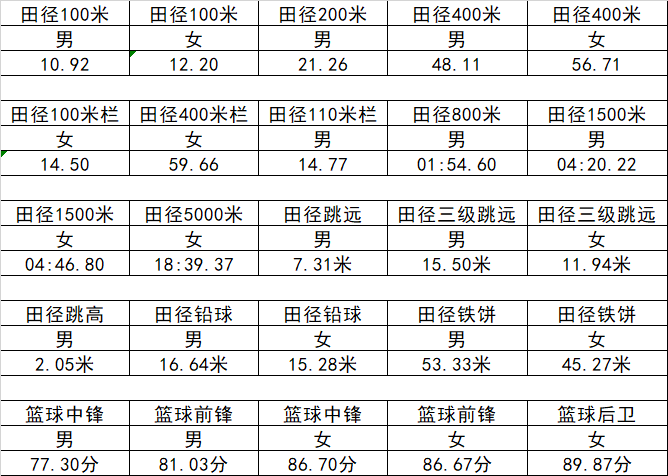 田径100米 田径100米 田径200米 田径400米 田径400米
男 女 男 男 女
10.92 12.20 21.26 48.11 56.71
田径100米栏 田径400米栏 田径110米栏 田径800米 田径1500米
女 女 男 男 男
14.50 59.66 14.77 01:54.60 04:20.22
田径1500米 田径5000米 田径跳远 田径三级跳远 田径三级跳远
女 女 男 男 女
04:46.80 18:39.37 7.31米 15.50米 11.94米
田径跳高 田径铅球 田径铅球 田径铁饼 田径铁饼
男 男 女 男 女
2.05米 16.64米 15.28米 53.33米 45.27米
篮球中锋 篮球前锋 篮球中锋 篮球前锋 篮球后卫
男 男 女 女 女
77.30分 81.03分 86.70分 86.67分 89.87分